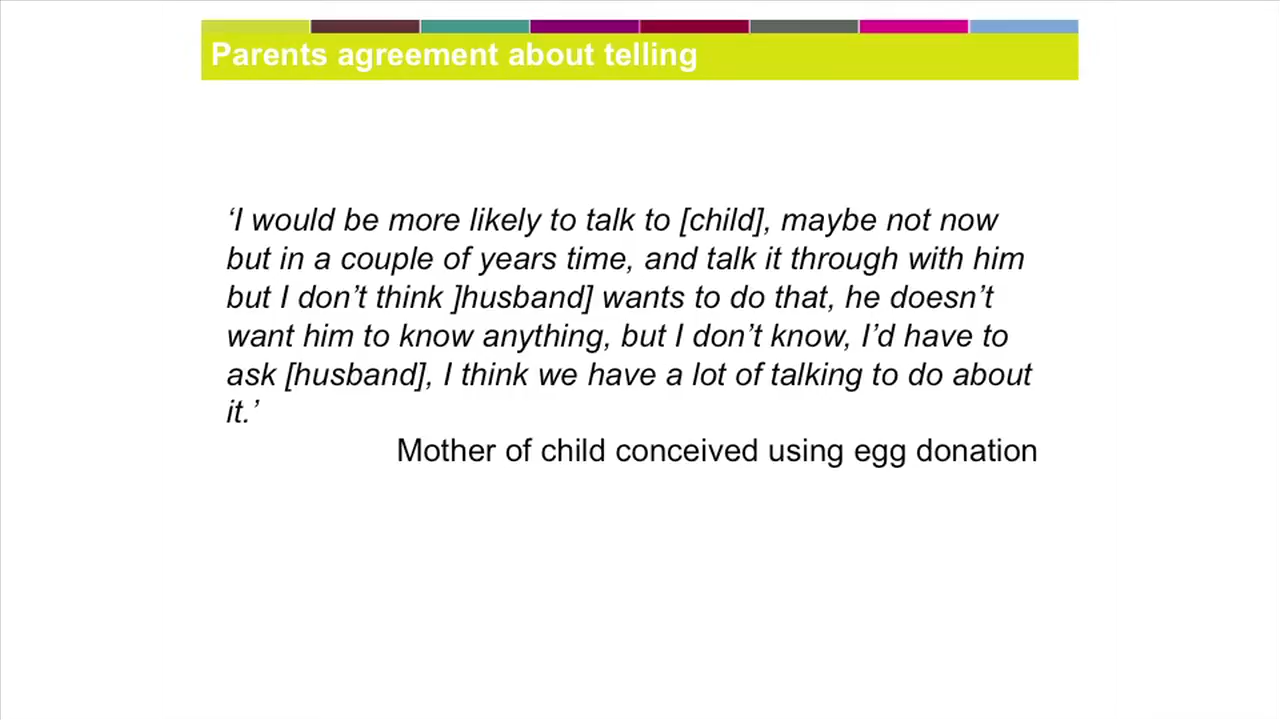 Parents agreement about telling
‘I would be more likely to talk to [child], maybe not now
but in a couple of years time, and talk it through with him
but I don’t think ]husband] wants to do that, he doesn’t
want him to know anything, but I don’t know, I’d have to
ask [husband], I think we have a lot of talking to do about
it.’
Mother of child conceived using egg donation